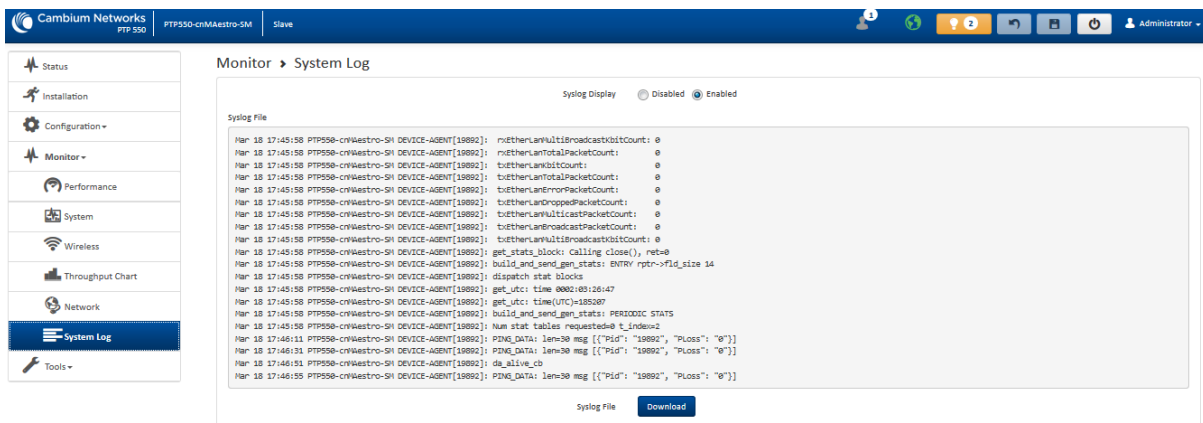 Cambium Networks
PTP 550
PTP550-cnMAestro-SM
Slave
1
2
Administrator
Status
Installation
Configuration
Monitor
Performance
System
Wireless
Throughput Chart
Network
System Log
Tools
Monitor > System Log
Syslog Display Disabled Enabled
Syslog File
Mar 18 17:45:58 PTP550-cnMAestro-SM DEVICE-AGENT[19892]: rxEtherLanMultiBroadcastKbitCount: 0
Mar 18 17:45:58 PTP550-cnMAestro-SM DEVICE-AGENT[19892]: rxEtherLanTotalPacketCount: 0
Mar 18 17:45:58 PTP550-cnMAestro-SM DEVICE-AGENT[19892]: txEtherLanKbitCount: 0
Mar 18 17:45:58 PTP550-cnMAestro-SM DEVICE-AGENT[19892]: txEtherLanTotalPacketCount: 0
Mar 18 17:45:58 PTP550-cnMAestro-SM DEVICE-AGENT[19892]: txEtherLanErrorPacketCount: 0
Mar 18 17:45:58 PTP550-cnMAestro-SM DEVICE-AGENT[19892]: txEtherLanDroppedPacketCount: 0
Mar 18 17:45:58 PTP550-cnMAestro-SM DEVICE-AGENT[19892]: txEtherLanMulticastPacketCount: 0
Mar 18 17:45:58 PTP550-cnMAestro-SM DEVICE-AGENT[19892]: txEtherLanBroadcastPacketCount: 0
Mar 18 17:45:58 PTP550-cnMAestro-SM DEVICE-AGENT[19892]: txEtherLanMultiBroadcastKbitCount: 0
Mar 18 17:45:58 PTP550-cnMAestro-SM DEVICE-AGENT[19892]: get_stats_block: Calling close(), ret=0
Mar 18 17:45:58 PTP550-cnMAestro-SM DEVICE-AGENT[19892]: build_and_send_gen_stats: ENTRY rptr->fld_size 14
Mar 18 17:45:58 PTP550-cnMAestro-SM DEVICE-AGENT[19892]: dispatch stat blocks
Mar 18 17:45:58 PTP550-cnMAestro-SM DEVICE-AGENT[19892]: get_utc: time 0002:03:26:47
Mar 18 17:45:58 PTP550-cnMAestro-SM DEVICE-AGENT[19892]: get_utc: time(UTC)=185207
Mar 18 17:45:58 PTP550-cnMAestro-SM DEVICE-AGENT[19892]: build_and_send_gen_stats: PERIODIC STATS
Mar 18 17:45:58 PTP550-cnMAestro-SM DEVICE-AGENT[19892]: Num stat tables requested=0 t_index=2
Mar 18 17:46:11 PTP550-cnMAestro-SM DEVICE-AGENT[19892]: PING_DATA: len=30 msg [{"Pid": "19892", "PLoss": "0"}]
Mar 18 17:46:31 PTP550-cnMAestro-SM DEVICE-AGENT[19892]: PING_DATA: len=30 msg [{"Pid": "19892", "PLoss": "0"}]
Mar 18 17:46:51 PTP550-cnMAestro-SM DEVICE-AGENT[19892]: da_alive_cb
Mar 18 17:46:55 PTP550-cnMAestro-SM DEVICE-AGENT[19892]: PING_DATA: len=30 msg [{"Pid": "19892", "PLoss": "0"}]
Syslog File Download